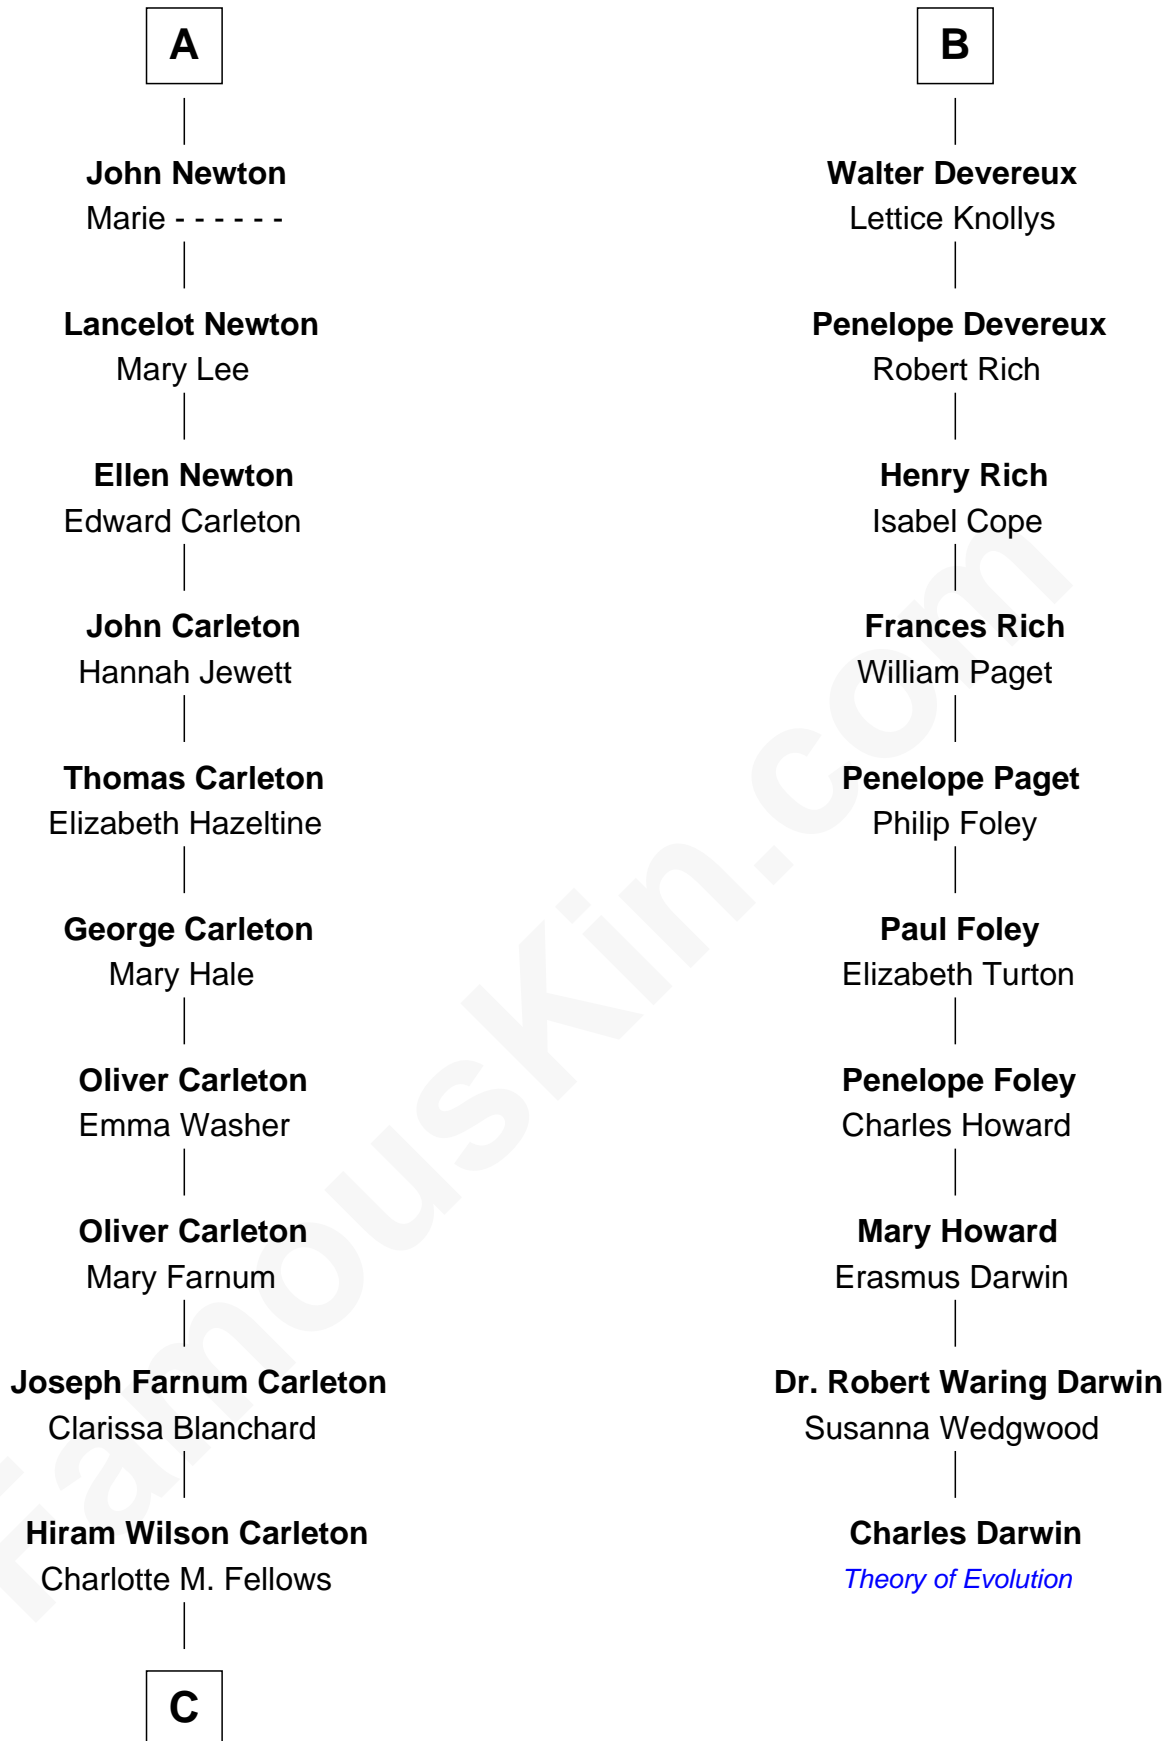 A
John Newton
Marie - - - - - -
Lancelot Newton
Mary Lee
Ellen Newton
Edward Carleton
John Carleton
Hannah Jewett
Thomas Carleton
Elizabeth Hazeltine
George Carleton
Mary Hale
Oliver Carleton
Emma Washer
Oliver Carleton
Mary Farnum
Joseph Farnum Carleton
Clarissa Blanchard
Hiram Wilson Carleton
Charlotte M. Fellows
C
B
Walter Devereux
Lettice Knollys
Penelope Devereux
Robert Rich
Henry Rich
Isabel Cope
Frances Rich
William Paget
Penelope Paget
Philip Foley
Paul Foley
Elizabeth Turton
Penelope Foley
Charles Howard
Mary Howard
Erasmus Darwin
Dr. Robert Waring Darwin
Susanna Wedgwood
Charles Darwin
Theory of Evolution
FamousKin.com